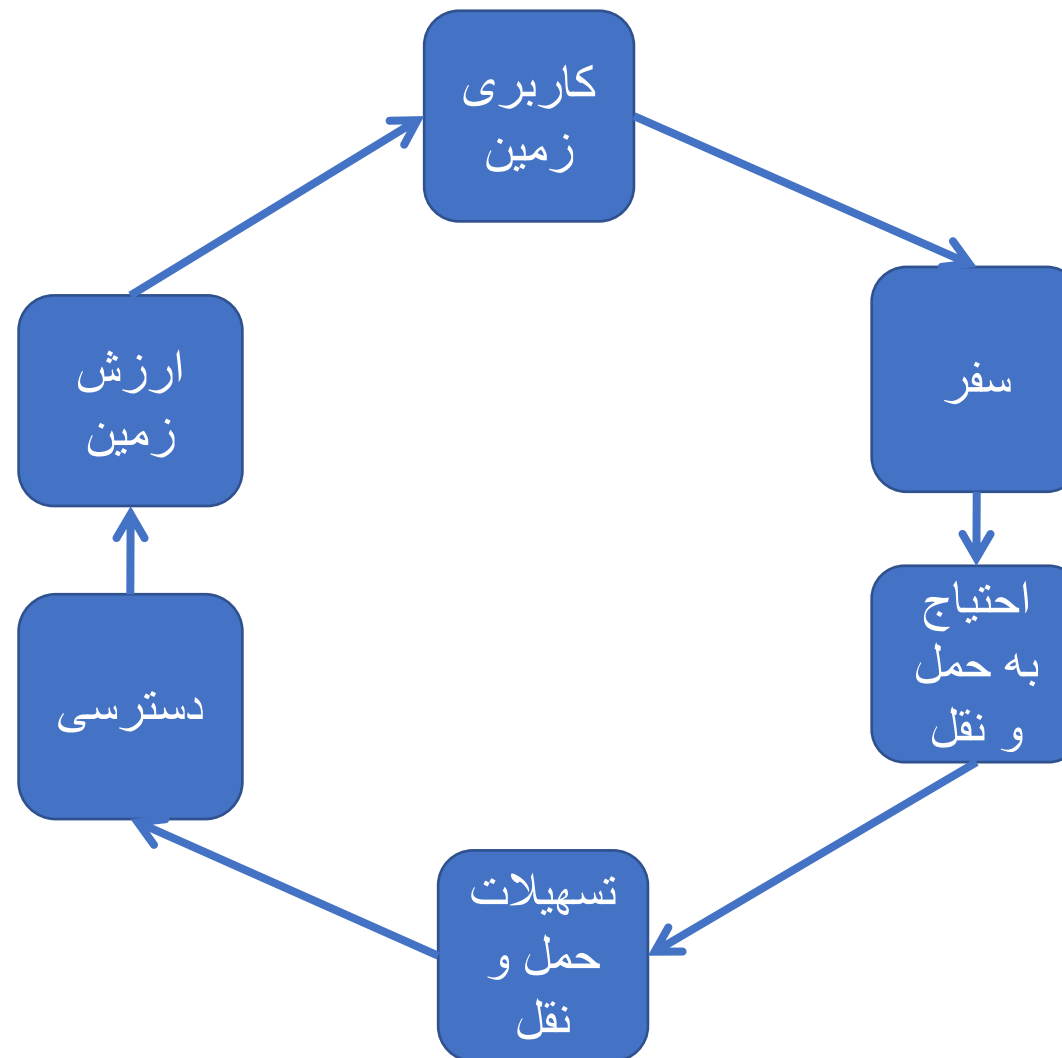 کاربری
زمین
سفر
احتیاج
به حمل
و نقل
تسهیلات
حمل و
نقل
دسترسی
ارزش
زمین